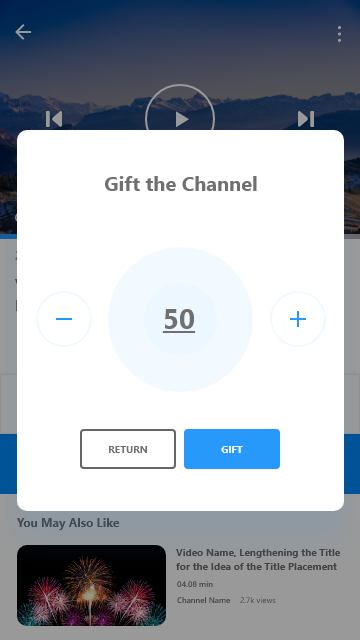 Gift the Channel
50
RETURN
GIFT
You May Also Like
Video Name, Lengthening the Title
for the Idea of the Title Placement
04.08 min
Channel Name 2.7k views